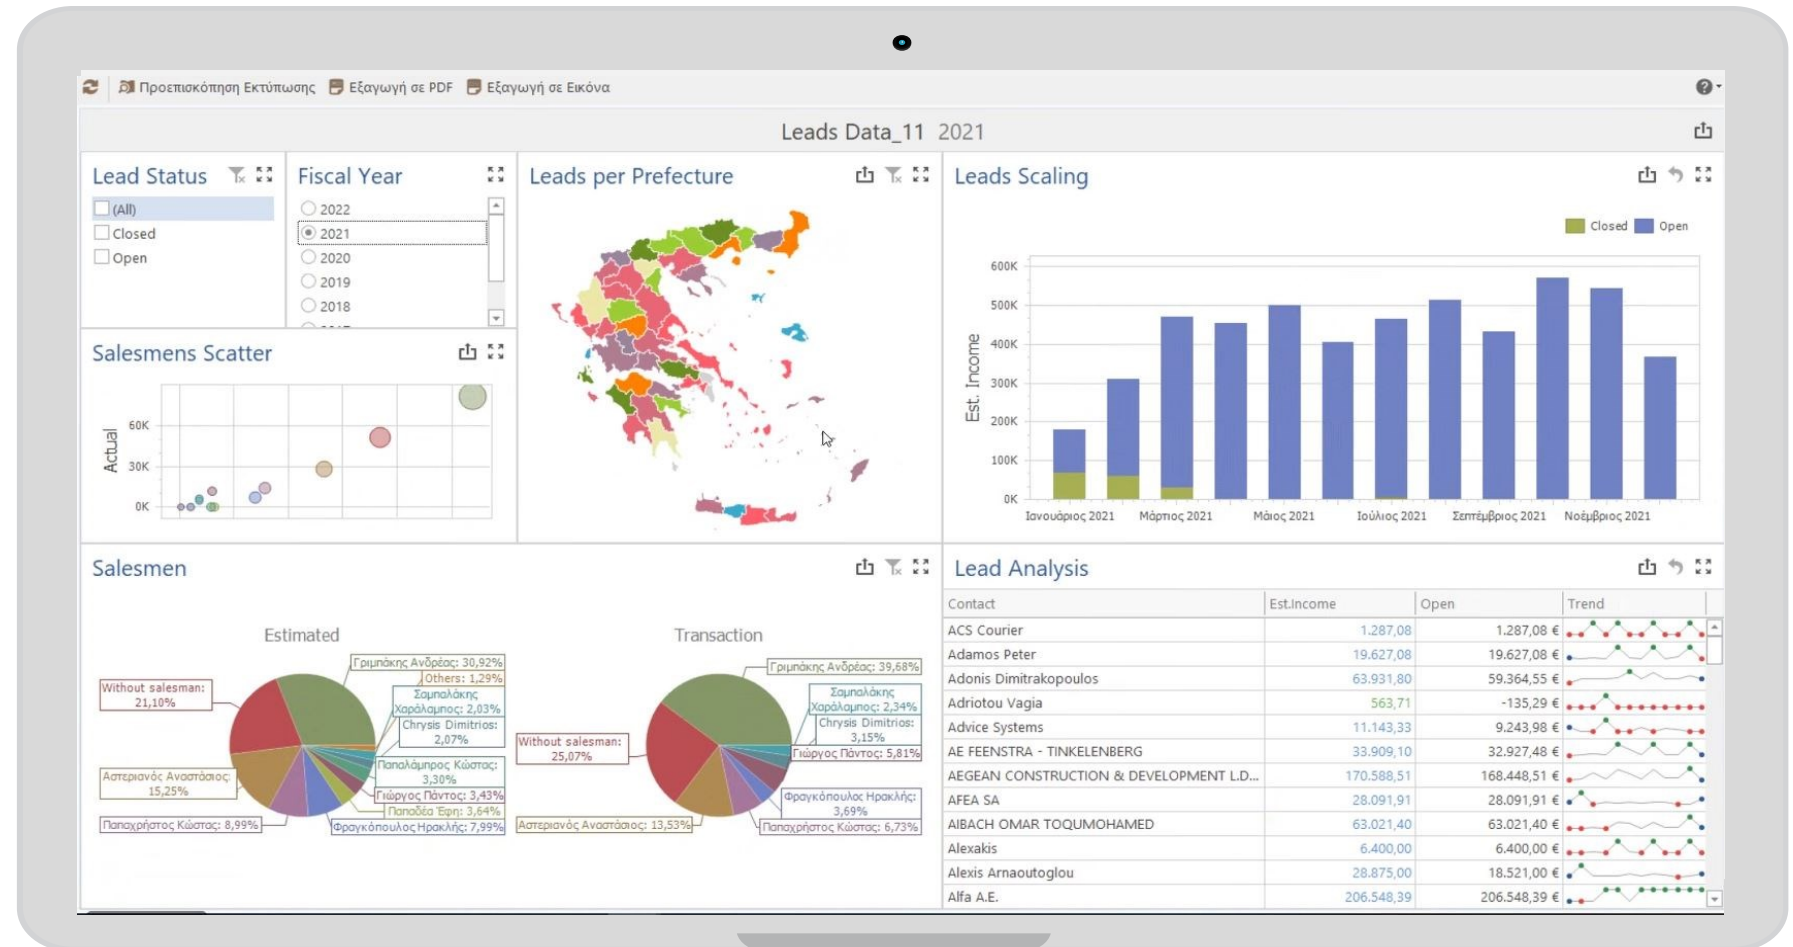 Προεπισκόπηση Εκτύπωσης Εξαγωγή σε PDF Εξαγωγή σε Εικόνα
Leads Data_11 2021
Lead Status
(All)
Closed
Open
Fiscal Year
2022
2021
2020
2019
2018
Leads per Prefecture
Leads Scaling
Closed Open
Est. Income
600K
500K
400K
300K
200K
100K
0K
Ιανουάριος 2021 Μάρτιος 2021 Μάιος 2021 Ιούλιος 2021 Σεπτέμβριος 2021 Νοέμβριος 2021
Salesmens Scatter
Actual
60K
30K
0K
Salesmen
Estimated
Γριμπάκης Ανδρέας: 30,92%
Others: 1,29%
Σαμπαλάκης
Χαράλαμπος: 2,03%
Chrysis Dimitrios:
2,07%
Παπαλάμπρος Κώστας:
3,30%
Γιώργος Πάντος: 3,43%
Παπαδέα Έφη: 3,64%
Φραγκόπουλος Ηρακλής: 7,99%
Παπαχρήστος Κώστας: 8,99%
Αστεριανός Αναστάσιος:
15,25%
Without salesman:
21,10%
Transaction
Γριμπάκης Ανδρέας: 39,68%
Σαμπαλάκης
Χαράλαμπος: 2,34%
Chrysis Dimitrios:
3,15%
Γιώργος Πάντος: 5,81%
Φραγκόπουλος Ηρακλής:
3,69%
Παπαχρήστος Κώστας: 6,73%
Αστεριανός Αναστάσιος: 13,53%
Without salesman:
25,07%
Lead Analysis
Contact Est.Income Open Trend
ACS Courier 1.287,08 1.287,08 €
Adamos Peter 19.627,08 19.627,08 €
Adonis Dimitrakopoulos 63.931,80 59.364,55 €
Adriotou Vagia 563,71 -135,29 €
Advice Systems 11.143,33 9.243,98 €
AE FEENSTRA - TINKELENBERG 33.909,10 32.927,48 €
AEGEAN CONSTRUCTION & DEVELOPMENT L.D... 170.588,51 168.448,51 €
AFEA SA 28.091,91 28.091,91 €
AIBACH OMAR TOQUMOHAMED 63.021,40 63.021,40 €
Alexakis 6.400,00 6.400,00 €
Alexis Arnaoutoglou 28.875,00 18.521,00 €
Alfa A.E. 206.548,39 206.548,39 €